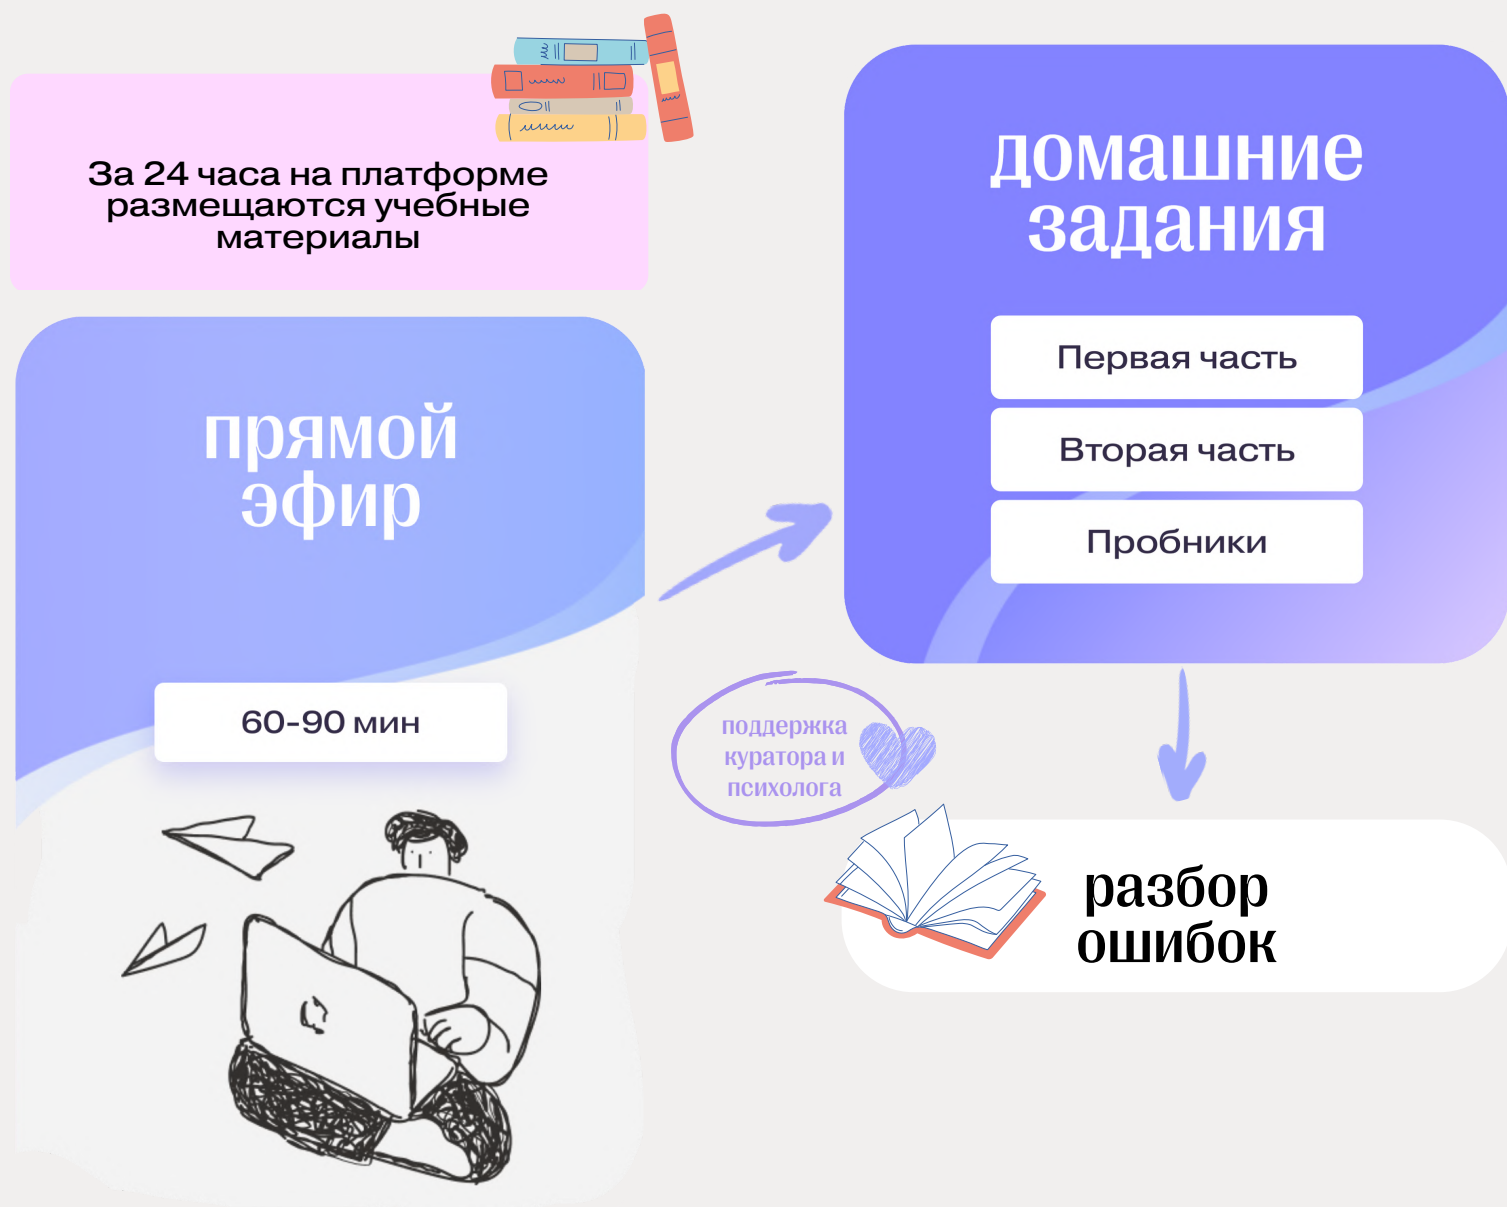 За 24 часа на платформе
размещаются учебные
материалы
прямой
эфир
60-90 мин
домашние
задания
Первая часть
Вторая часть
Пробники
поддержка
куратора и
психолога
разбор
ошибок